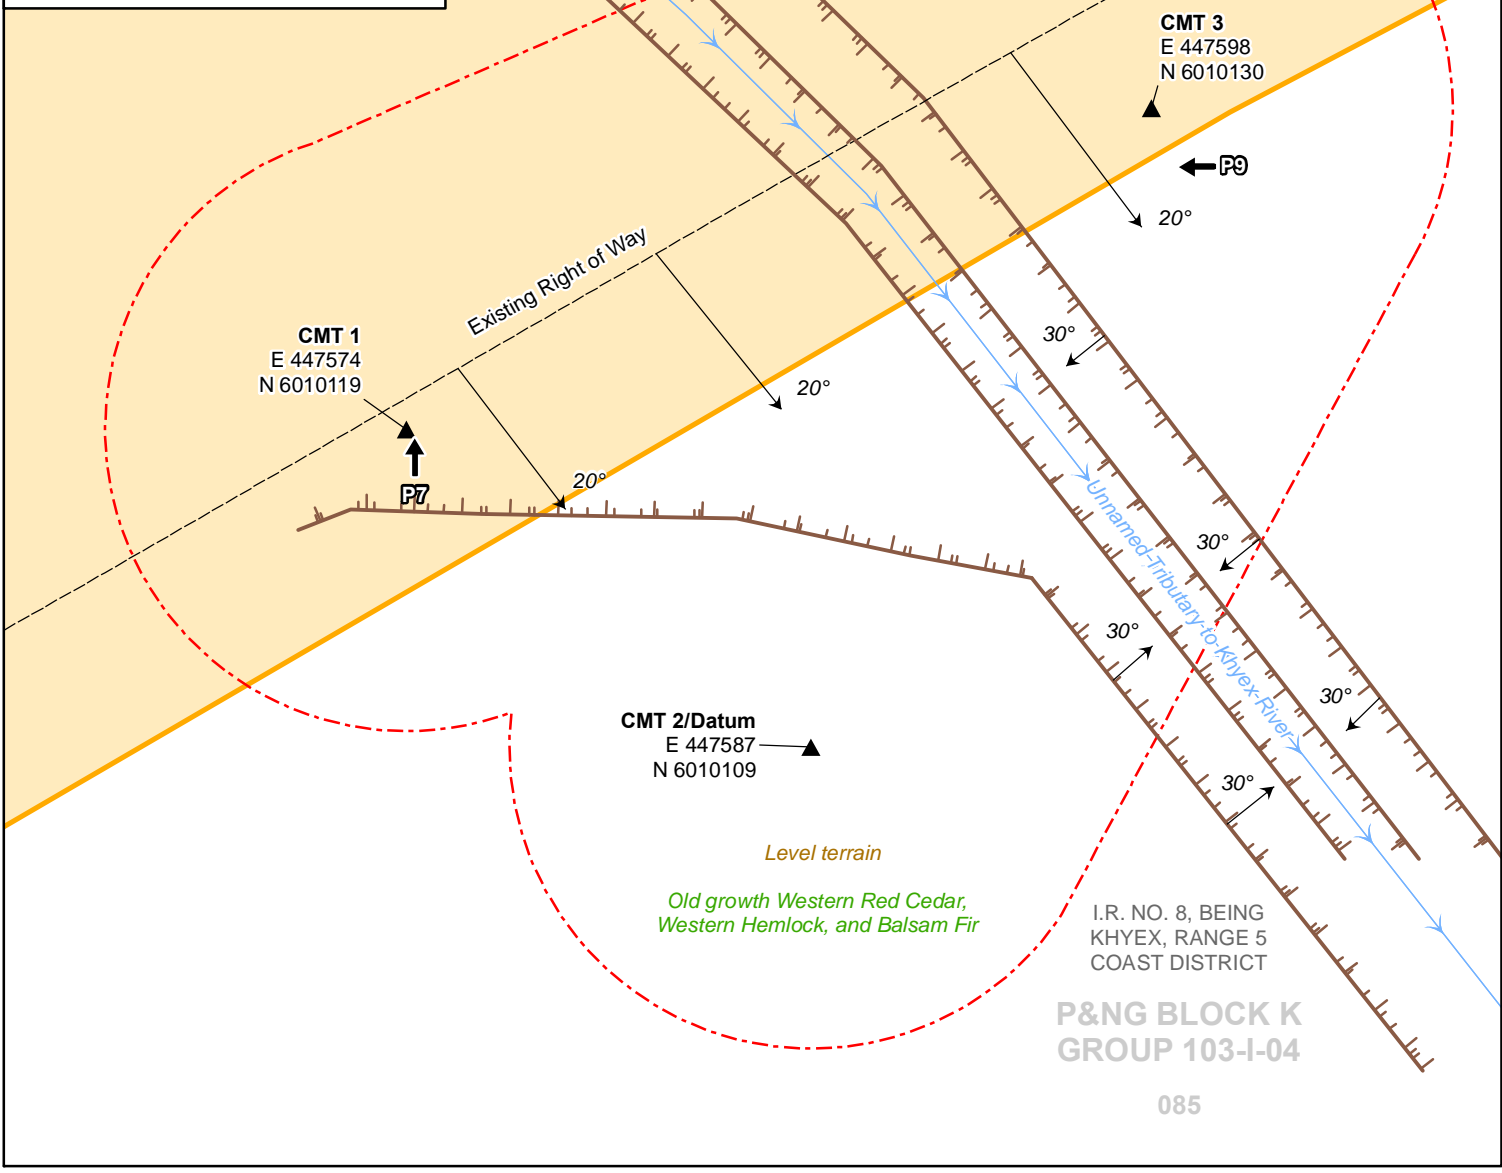 CMT 3
E 447598
N 6010130
P9
20°
Existing Right of Way
CMT 1
E 447574
N 6010119
30°
20°
20°
P7
Unnamed-Tributary-to-Khyex-River
30°
30°
30°
CMT 2/Datum
E 447587
N 6010109
30°
Level terrain
Old growth Western Red Cedar,
Western Hemlock, and Balsam Fir
I.R. NO. 8, BEING
KHYEX, RANGE 5
COAST DISTRICT
P&NG BLOCK K
GROUP 103-I-04
085